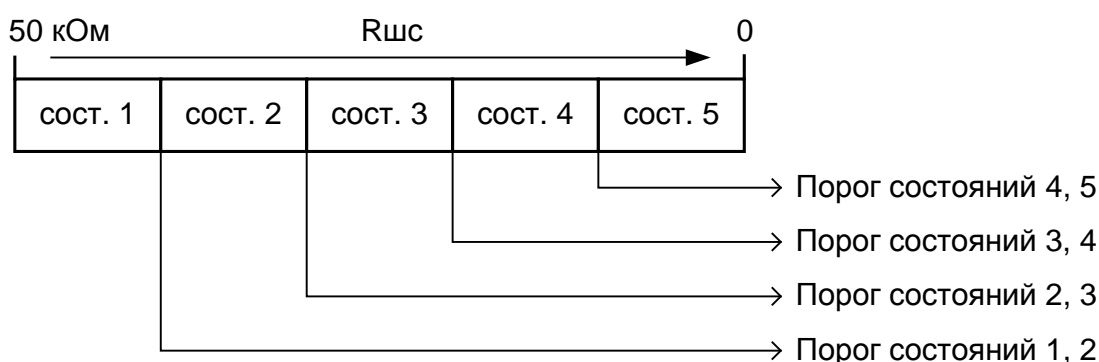 50 кОм Rшс 0
сост. 1 сост. 2 сост. 3 сост. 4 сост. 5
Порог состояний 4, 5
Порог состояний 3, 4
Порог состояний 2, 3
Порог состояний 1, 2